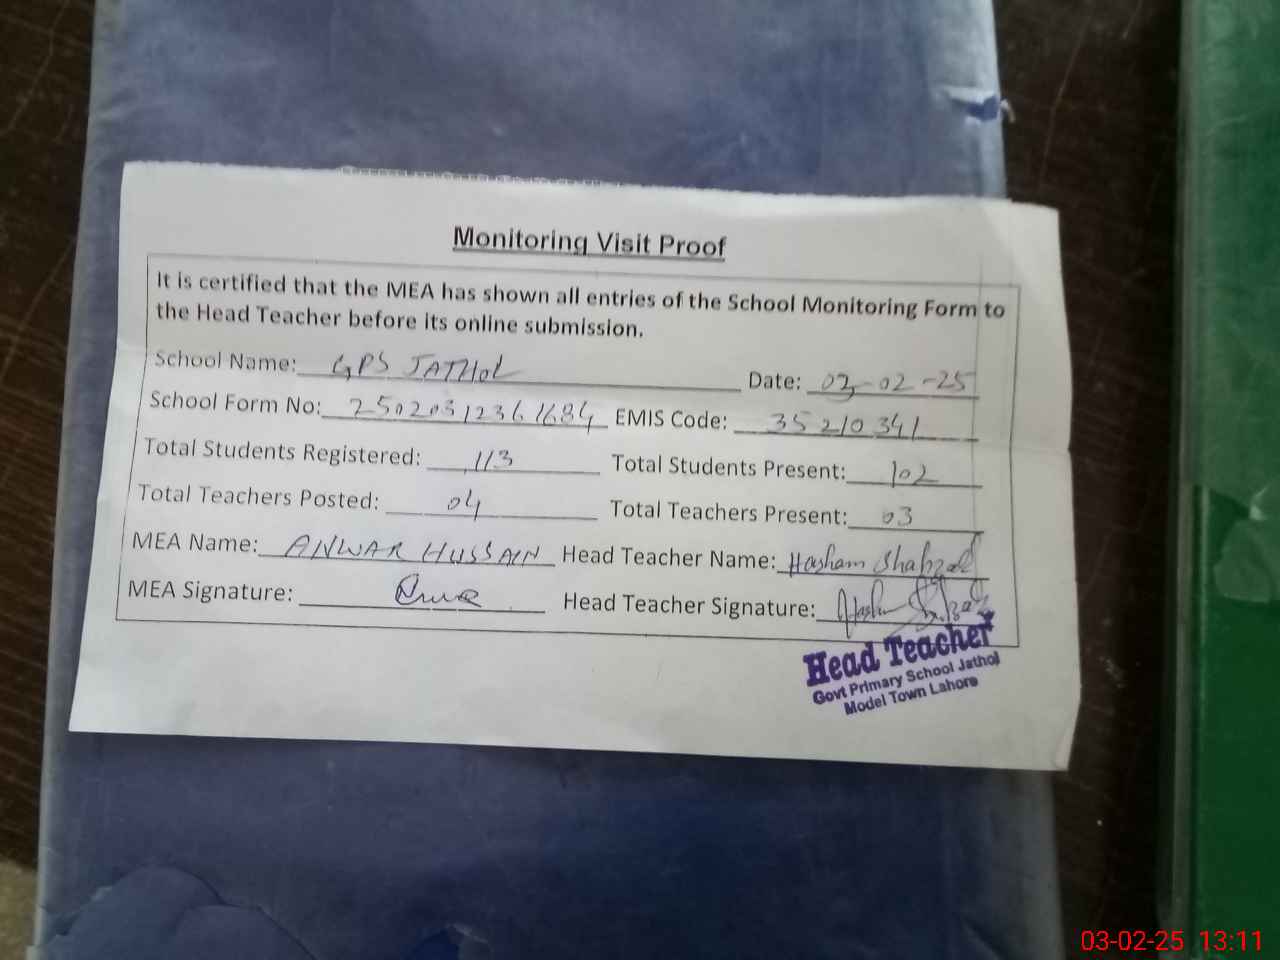 Monitoring Visit Proof
It is certified that the MEA has shown all entries of the School Monitoring Form to
the Head Teacher before its online submission.
School Name: GPS JATHOL Date: 03-02-25
School Form No: 25020312361684 EMIS Code: 35210341
Total Students Registered: 113 Total Students Present: 102
Total Teachers Posted: 04 Total Teachers Present: 03
MEA Name: ANWAR HUSSAIN Head Teacher Name: Hasham Shahzad
MEA Signature: Head Teacher Signature:
Head Teacher
Govt Primary School Jathol
Model Town Lahore
03-02-25 13:11